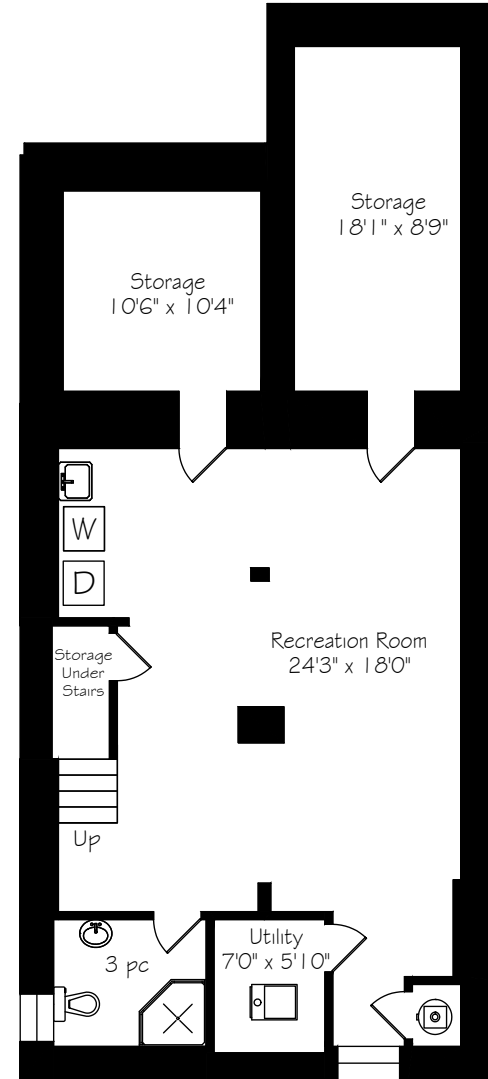 Storage
18'1" x 8'9"
Storage
10'6" x 10'4"
W
D
Recreation Room
24'3" x 18'0"
Storage
Under
Stairs
Up
3 pc
Utility
7'0" x 5'10"